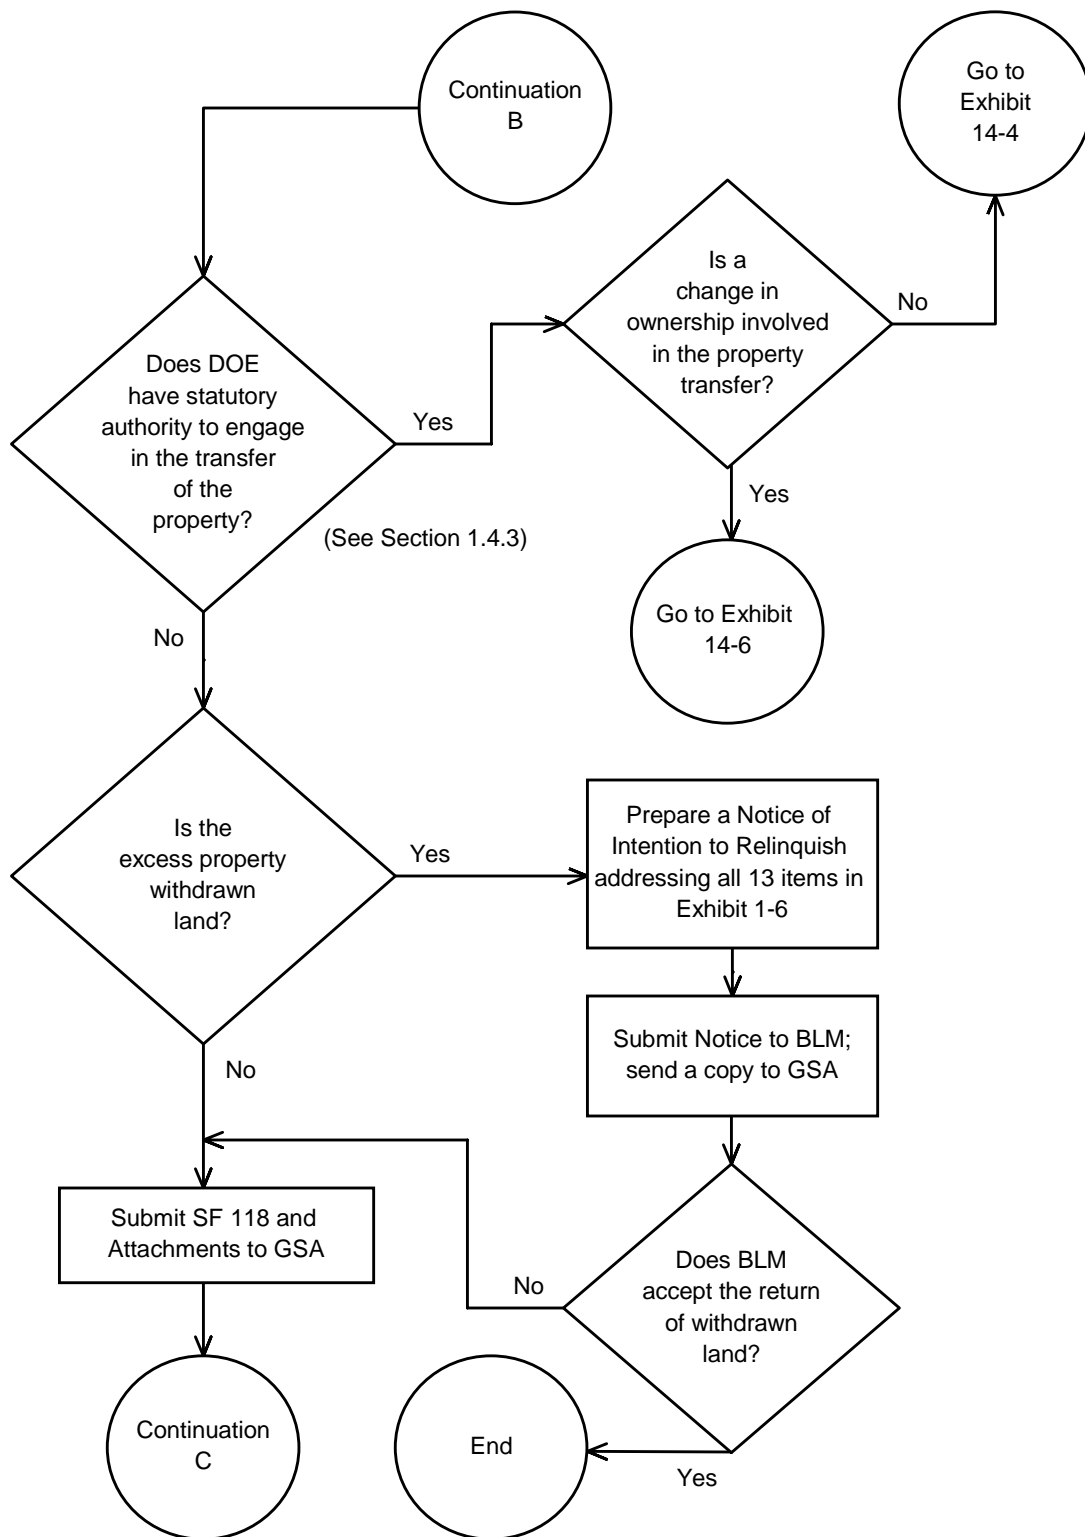 Continuation
B
Go to
Exhibit
14-4
Is a
change in
ownership involved
in the property
transfer?
No
Does DOE
have statutory
authority to engage
in the transfer
of the
property?
Yes
(See Section 1.4.3)
Yes
Go to Exhibit
14-6
No
Is the
excess property
withdrawn
land?
Yes
Prepare a Notice of
Intention to Relinquish
addressing all 13 items in
Exhibit 1-6
Submit Notice to BLM;
send a copy to GSA
No
Submit SF 118 and
Attachments to GSA
Does BLM
accept the return
of withdrawn
land?
No
Continuation
C
End
Yes